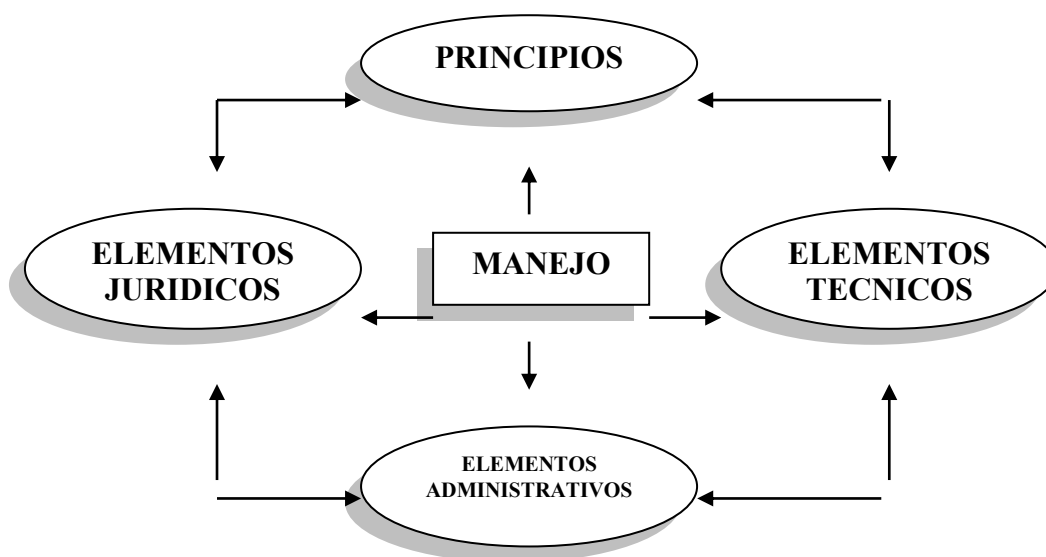 PRINCIPIOS
ELEMENTOS
JURIDICOS
MANEJO
ELEMENTOS
TECNICOS
ELEMENTOS
ADMINISTRATIVOS